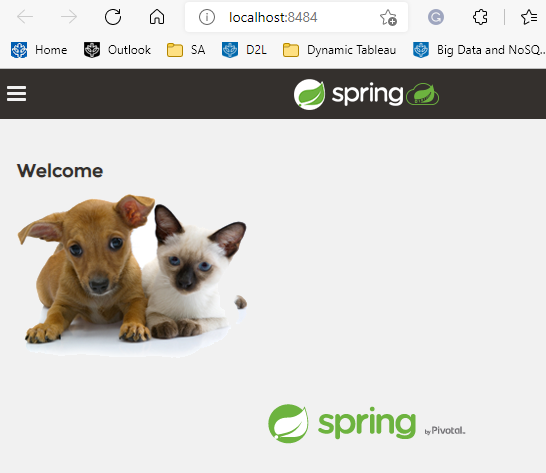 localhost:8484
Home Outlook SA D2L Dynamic Tableau Big Data and NoSQ...
spring
Welcome
spring by Pivotal.